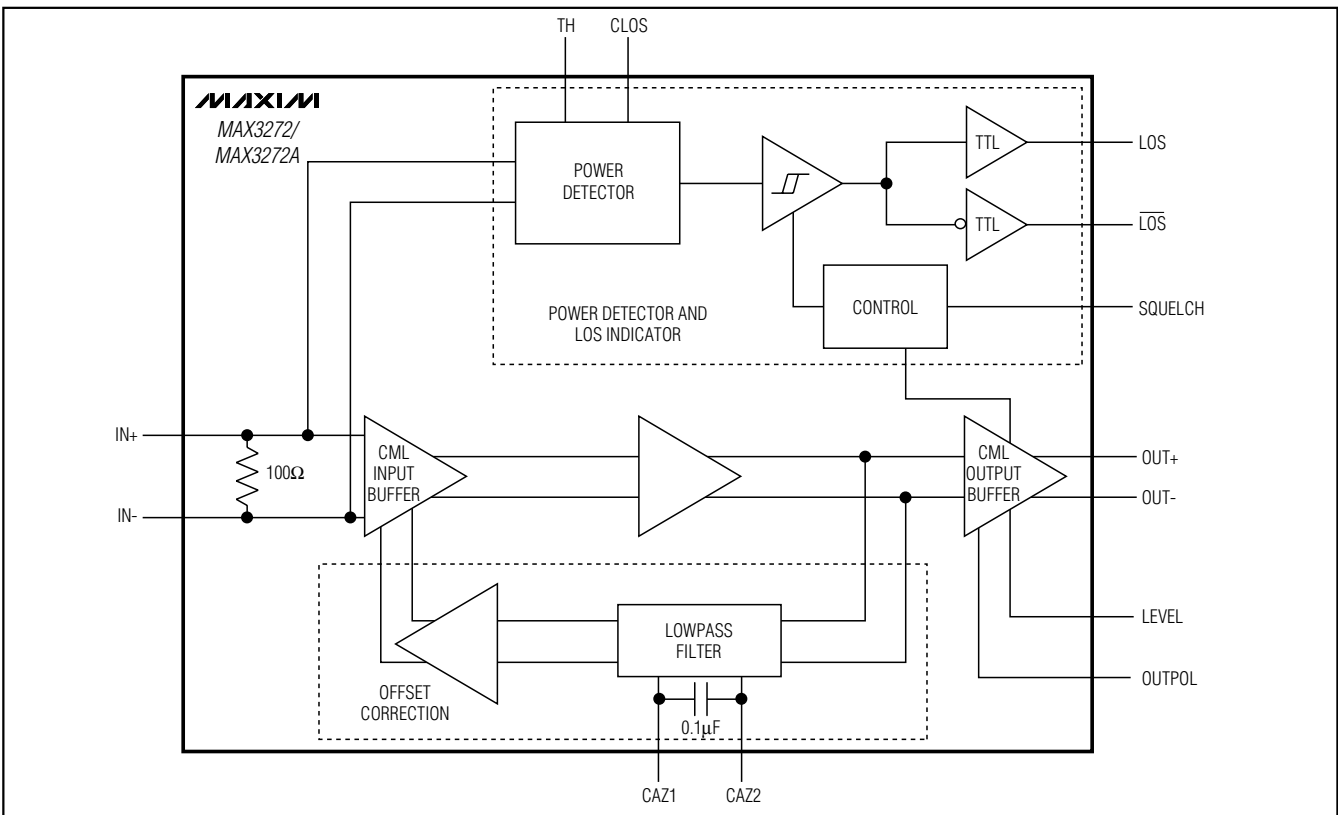 TH
CLOS
MAXIM
MAX3272/
MAX3272A
POWER
DETECTOR
TTL
LOS
TTL
L̅O̅S̅
CONTROL
SQUELCH
POWER DETECTOR AND
LOS INDICATOR
IN+
100Ω
IN-
CML
INPUT
BUFFER
CML
OUTPUT
BUFFER
OUT+
OUT-
LOWPASS
FILTER
LEVEL
OFFSET
CORRECTION
0.1μF
OUTPOL
CAZ1
CAZ2